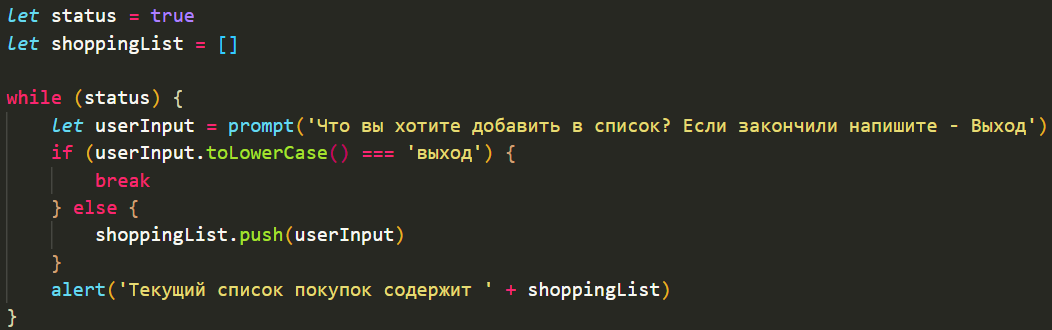 let status = true
let shoppingList = []

while (status) {
    let userInput = prompt('Что вы хотите добавить в список? Если закончили напишите - Выход')
    if (userInput.toLowerCase() === 'выход') {
        break
    } else {
        shoppingList.push(userInput)
    }
    alert('Текущий список покупок содержит ' + shoppingList)
}